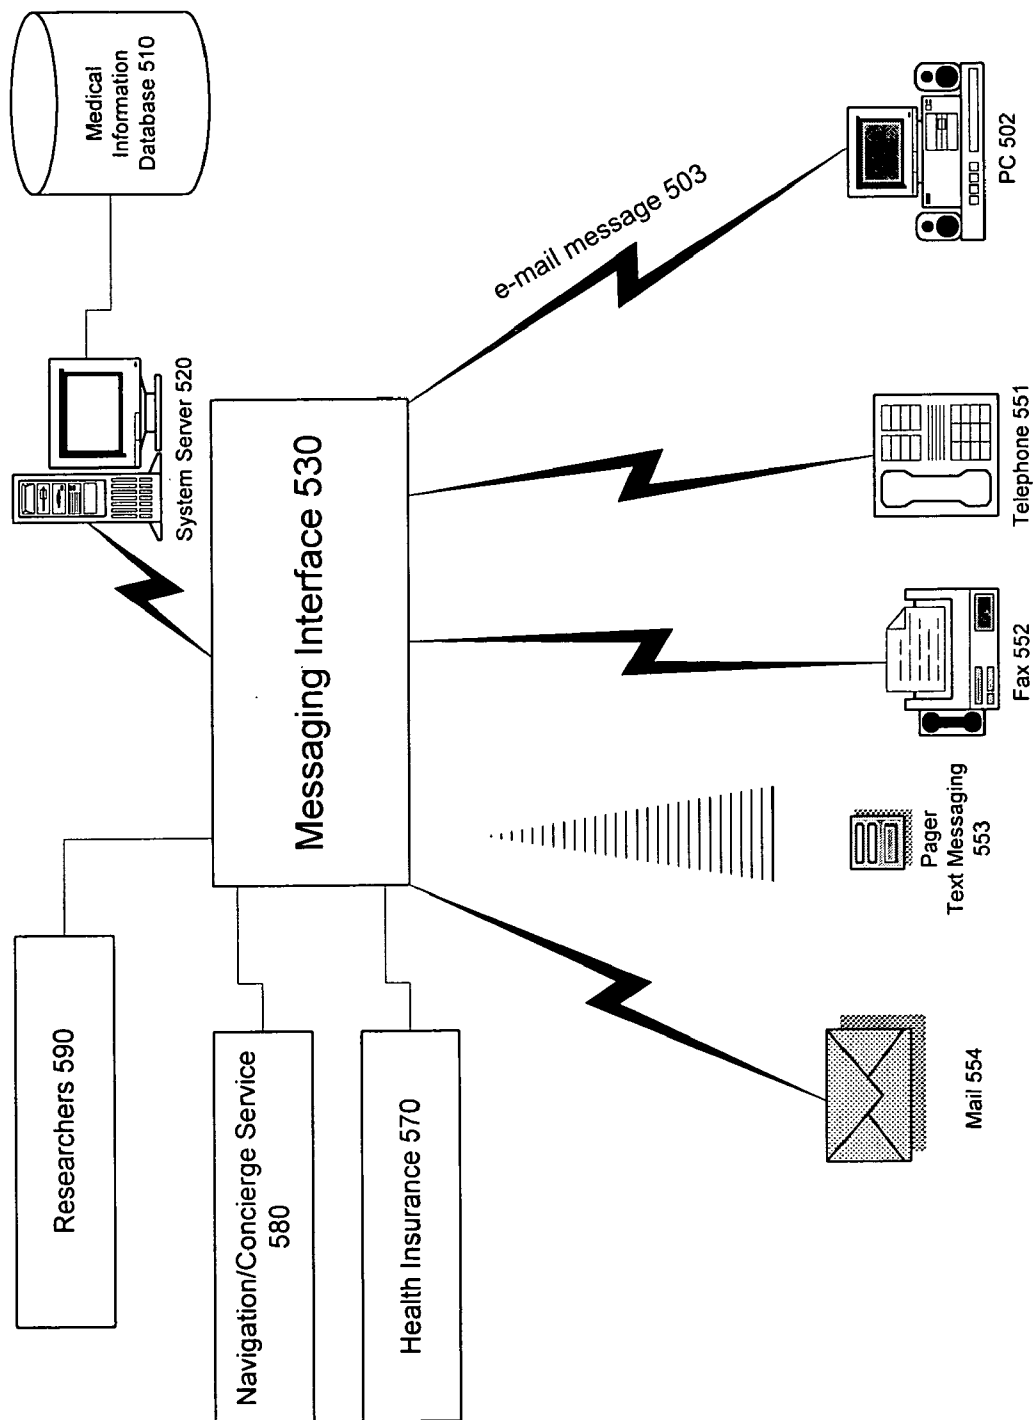 Researchers 590
Navigation/Concierge Service
580
Health Insurance 570
Messaging Interface 530
System Server 520
Medical
Information
Database 510
Mail 554
Pager
Text Messaging
553
Fax 552
Telephone 551
e-mail message 503
PC 502